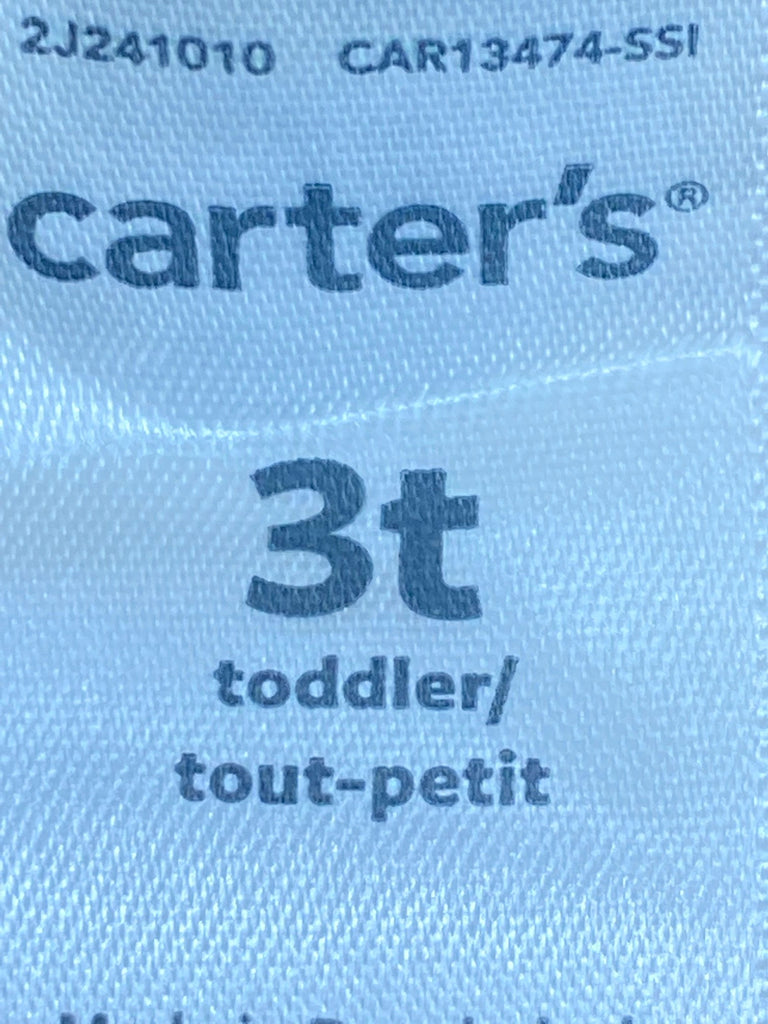 2J241010 CAR13474-SSI
carter's®
3t
toddler/
tout-petit